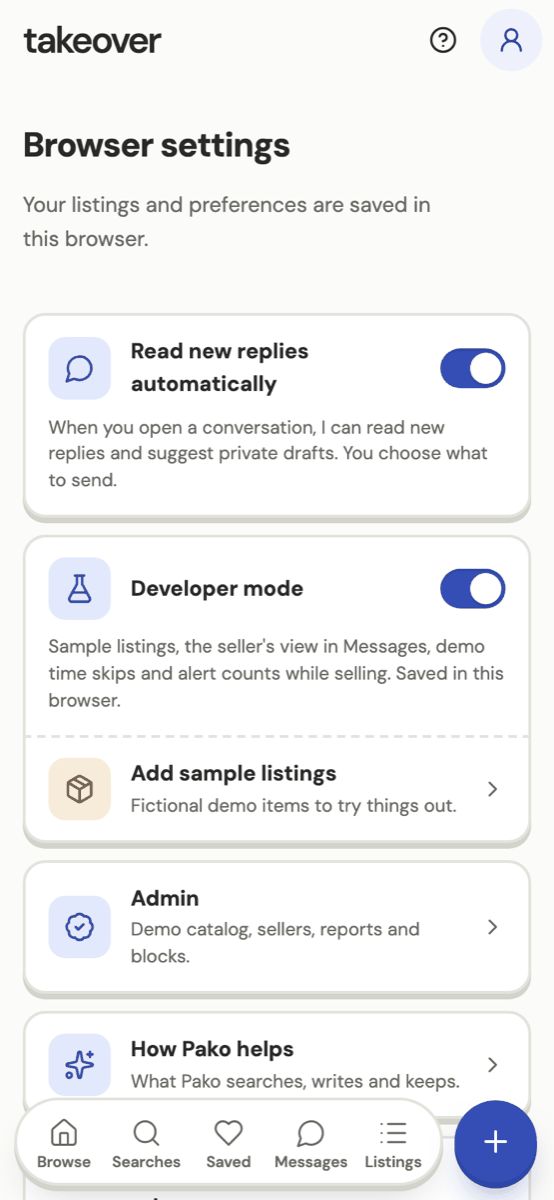 takeover
Browser settings
Your listings and preferences are saved in
this browser.
Read new replies
automatically
When you open a conversation, I can read new
replies and suggest private drafts. You choose what
to send.
Developer mode
Sample listings, the seller's view in Messages, demo
time skips and alert counts while selling. Saved in this
browser.
Add sample listings
Fictional demo items to try things out.
Admin
Demo catalog, sellers, reports and
blocks.
How Pako helps
What Pako searches, writes and keeps.
Browse
Searches
Saved
Messages
Listings